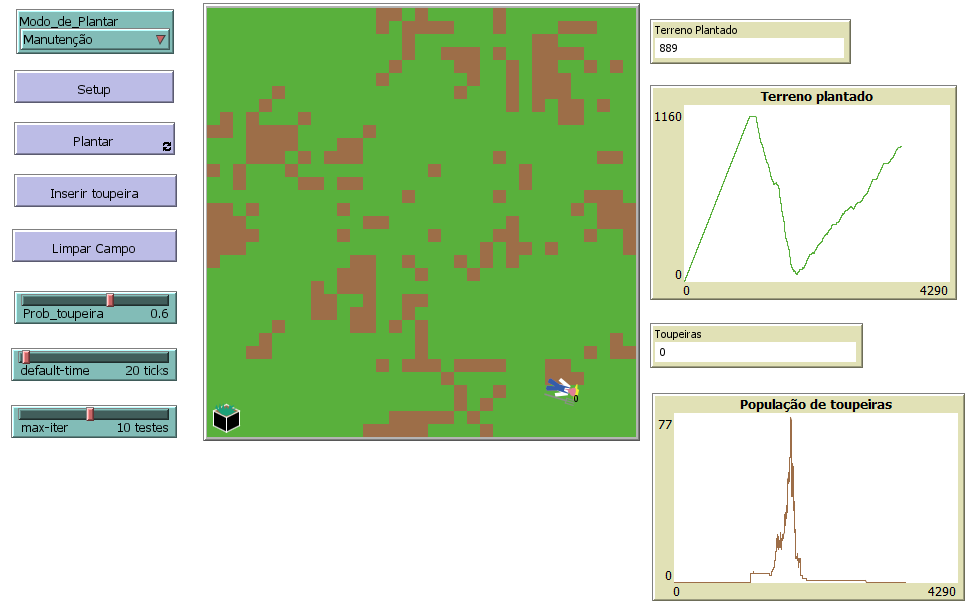 Modo_de_Plantar
Manutenção
Setup
Plantar
Inserir toupeira
Limpar Campo
Prob_toupeira 0.6
default-time 20 ticks
max-iter 10 testes
0
Terreno Plantado
889
Terreno plantado
1160
0
0 4290
Toupeiras
0
População de toupeiras
77
0
0 4290